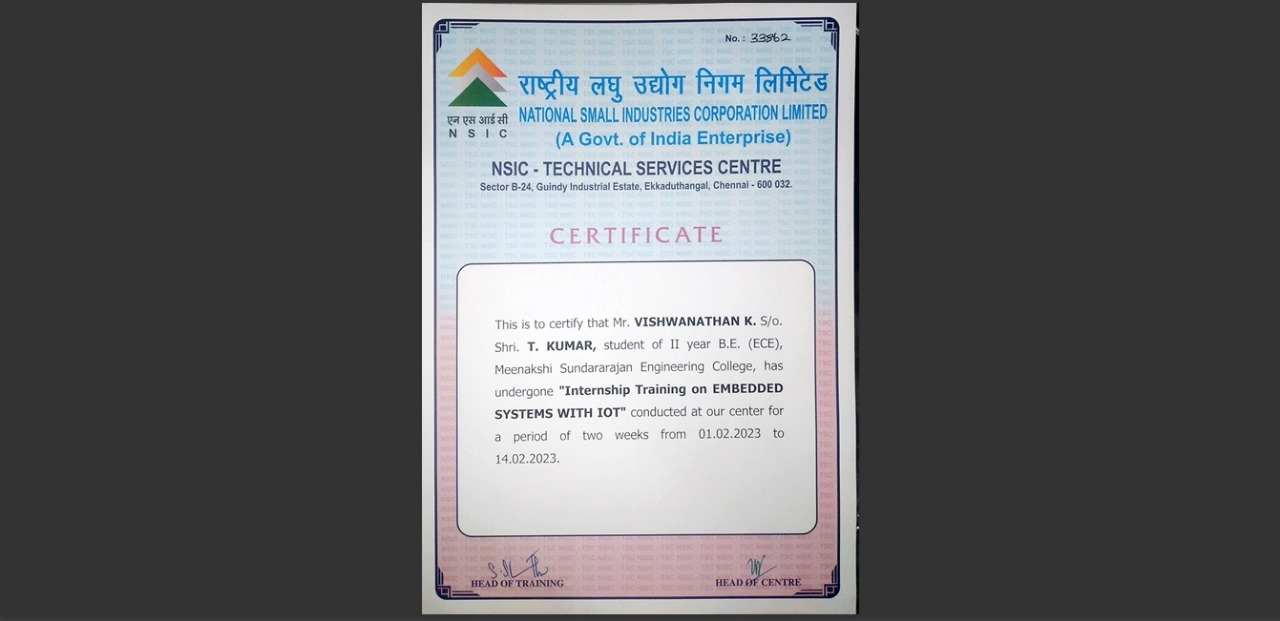 No. : 33862
राष्ट्रीय लघु उद्योग निगम लिमिटेड
NATIONAL SMALL INDUSTRIES CORPORATION LIMITED
एन एस आई सी
N S I C
(A Govt. of India Enterprise)
NSIC - TECHNICAL SERVICES CENTRE
Sector B-24, Guindy Industrial Estate, Ekkaduthangal, Chennai - 600 032.
CERTIFICATE
This is to certify that Mr. VISHWANATHAN K. S/o.
Shri. T. KUMAR, student of II year B.E. (ECE),
Meenakshi Sundararajan Engineering College, has
undergone "Internship Training on EMBEDDED
SYSTEMS WITH IOT" conducted at our center for
a period of two weeks from 01.02.2023 to
14.02.2023.
HEAD OF TRAINING
HEAD OF CENTRE